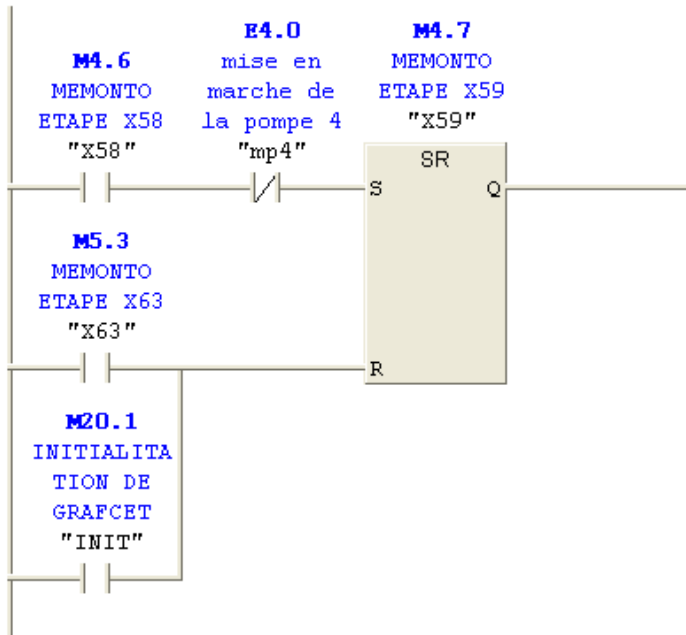 M4.6
MEMONTO
ETAPE X58
"X58"
E4.0
mise en
marche de
la pompe 4
"mp4"
M4.7
MEMONTO
ETAPE X59
"X59"
SR
S
Q
R
M5.3
MEMONTO
ETAPE X63
"X63"
M20.1
INITIALITA
TION DE
GRAFCET
"INIT"